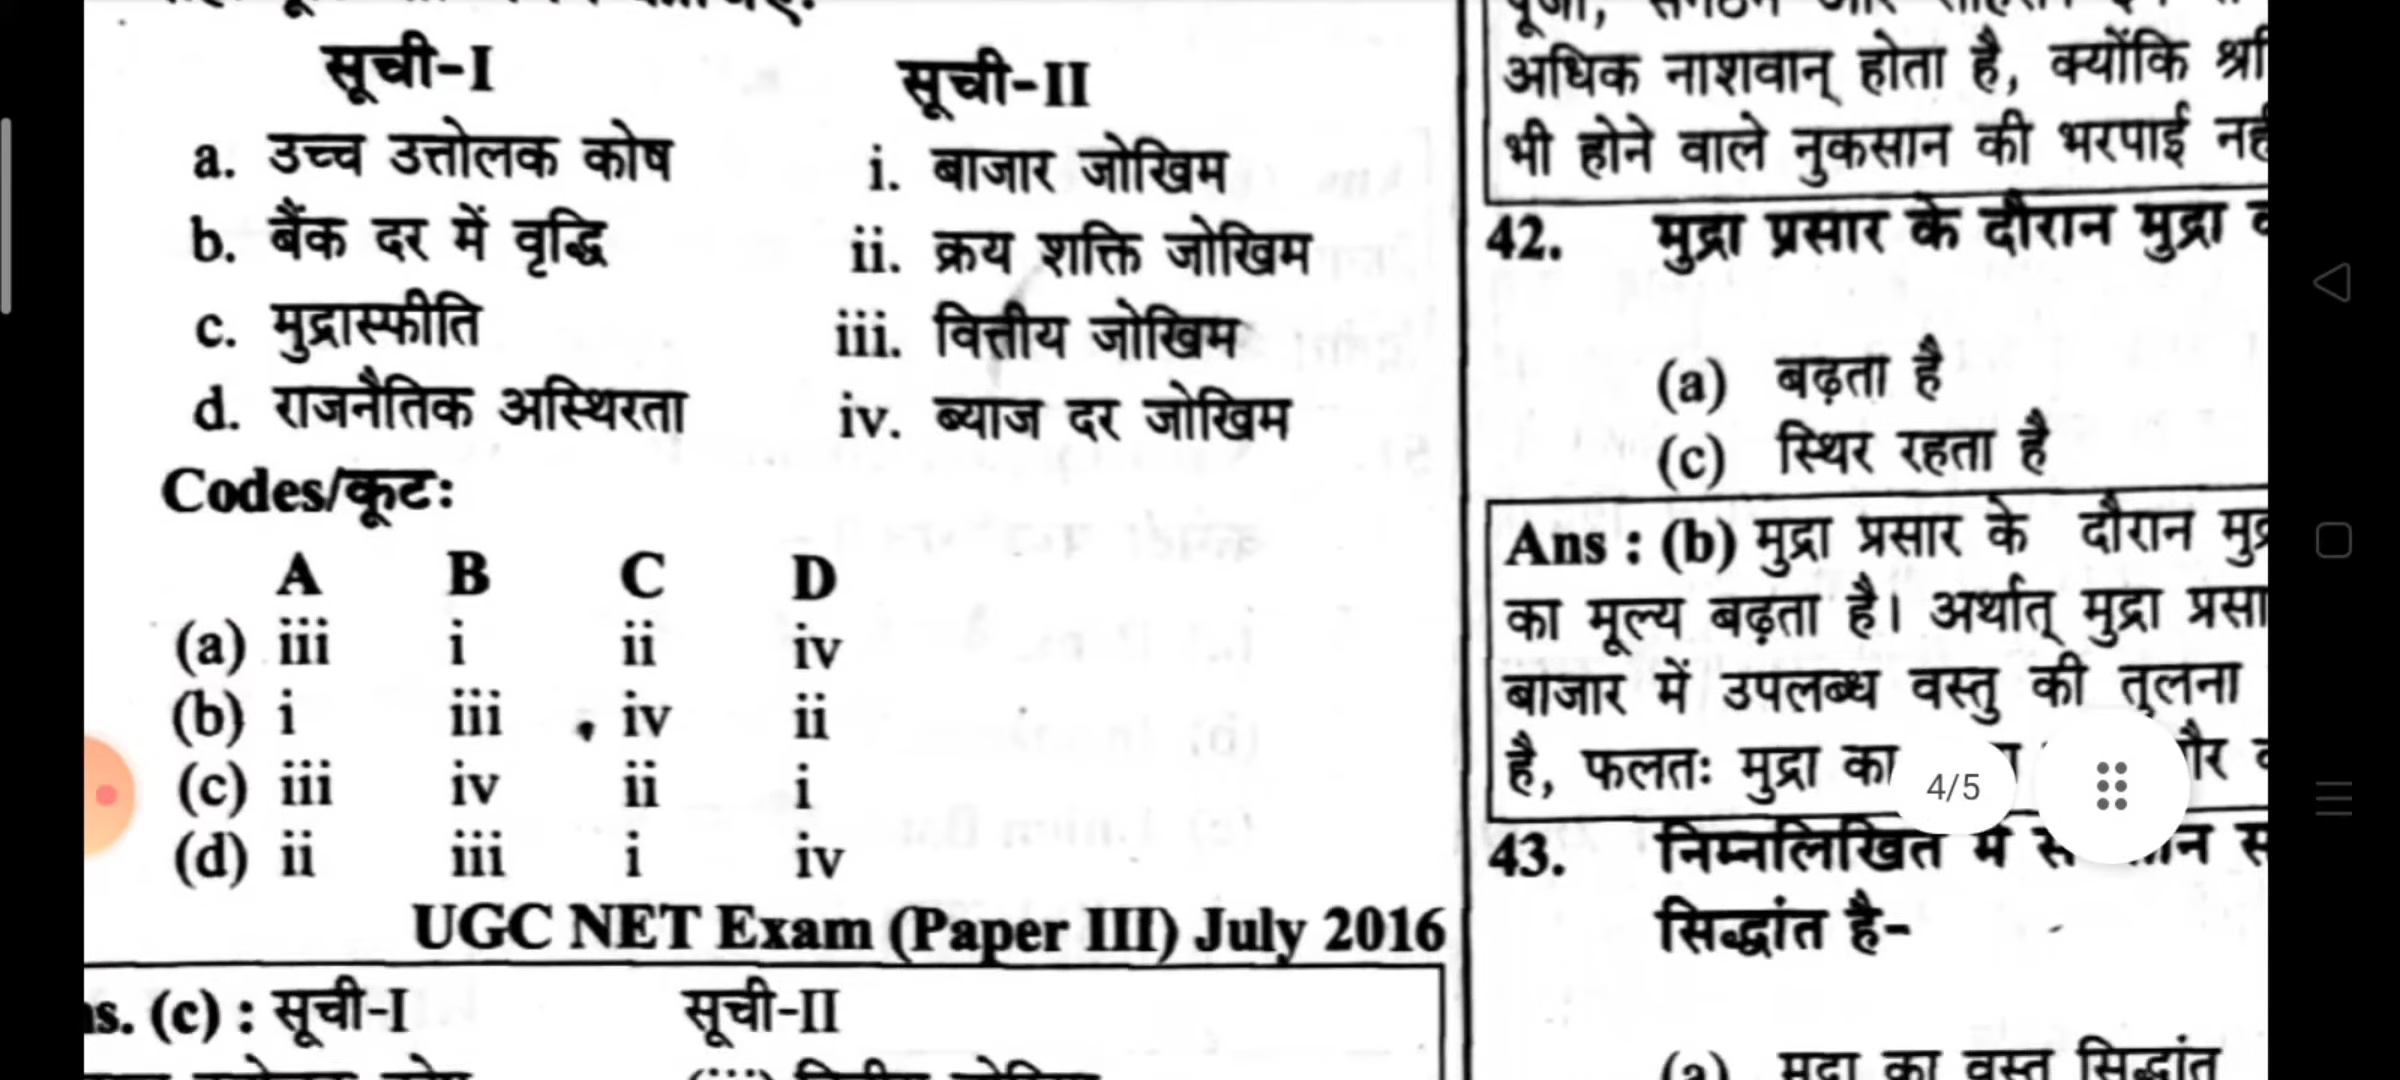 सूची-I सूची-II
a. उच्च उत्तोलक कोष i. बाजार जोखिम
b. बैंक दर में वृद्धि ii. क्रय शक्ति जोखिम
c. मुद्रास्फीति iii. वित्तीय जोखिम
d. राजनैतिक अस्थिरता iv. ब्याज दर जोखिम
Codes/कूटः
A B C D
(a) iii i ii iv
(b) i iii iv ii
(c) iii iv ii i
(d) ii iii i iv
UGC NET Exam (Paper III) July 2016
(c) : सूची-I सूची-II
अधिक नाशवान् होता है, क्योंकि
भी होने वाले नुकसान की भरपाई
42. मुद्रा प्रसार के दौरान मुद्रा
(a) बढ़ता है
(c) स्थिर रहता है
Ans : (b) मुद्रा प्रसार के दौरान
का मूल्य बढ़ता है। अर्थात् मुद्रा
बाजार में उपलब्ध वस्तु की तुलना
है, फलतः मुद्रा का
4/5
43. निम्नलिखित में
सिद्धांत है-
(a) मुद्रा का वस्तु सिद्धांत